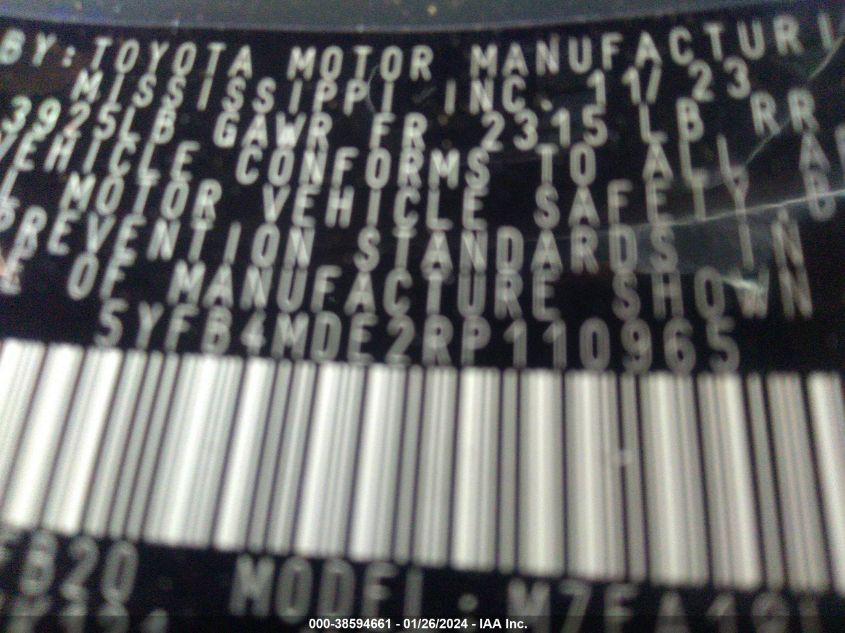 BY: TOYOTA MOTOR MANUFACTURI
MISSISSIPPI INC. 11/23
3925LB GAWR FR 2315 LB RR
VEHICLE CONFORMS TO ALL
MOTOR VEHICLE SAFETY,
PREVENTION STANDARDS IN
OF MANUFACTURE SHOWN
5YFB4MDE2RP110965
MODEL:
000-38594661 - 01/26/2024 - IAA Inc.